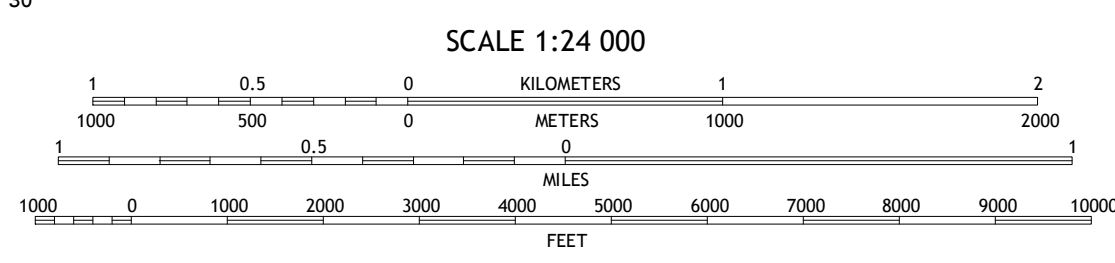 30
SCALE 1:24 000
1 0.5 0 KILOMETERS 1 2
1000 500 0 METERS 1000 2000
1 0.5 0 1
MILES
1000 0 1000 2000 3000 4000 5000 6000 7000 8000 9000 10000
FEET